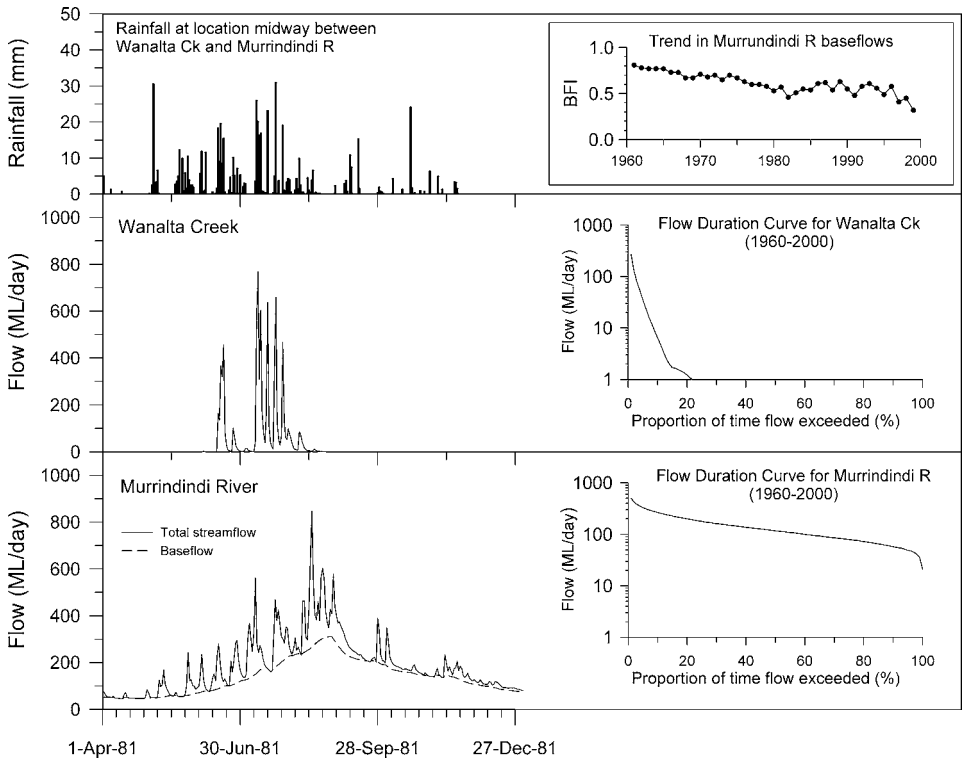 50
40
30
20
10
0
Rainfall (mm)
Rainfall at location midway between
Wanalta Ck and Murrindindi R
Trend in Murrundindi R baseflows
1.0
0.5
0.0
BFI
1960
1970
1980
1990
2000
1000
800
600
400
200
0
Flow (ML/day)
Wanalta Creek
Flow Duration Curve for Wanalta Ck
(1960-2000)
1000
100
10
1
Flow (ML/day)
0
20
40
60
80
100
Proportion of time flow exceeded (%)
1000
800
600
400
200
0
Flow (ML/day)
Murrindindi River
Total streamflow
Baseflow
Flow Duration Curve for Murrindindi R
(1960-2000)
1000
100
10
1
Flow (ML/day)
0
20
40
60
80
100
Proportion of time flow exceeded (%)
1-Apr-81
30-Jun-81
28-Sep-81
27-Dec-81